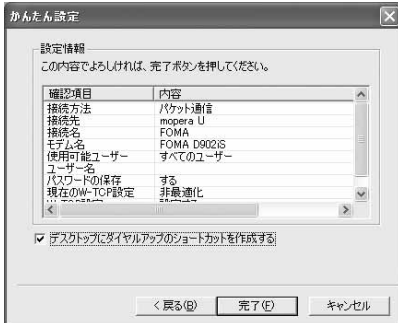 かんたん設定
設定情報
この内容でよろしければ、完了ボタンを押してください。
確認項目 内容
接続方法 パケット通信
接続先 mopera U
接続名 FOMA
モデム名 FOMA D902iS
使用可能ユーザー すべてのユーザー
ユーザー名
パスワードの保存 する
現在のW-TCP設定 非最適化
デスクトップにダイヤルアップのショートカットを作成する
< 戻る(B) 完了(F) キャンセル